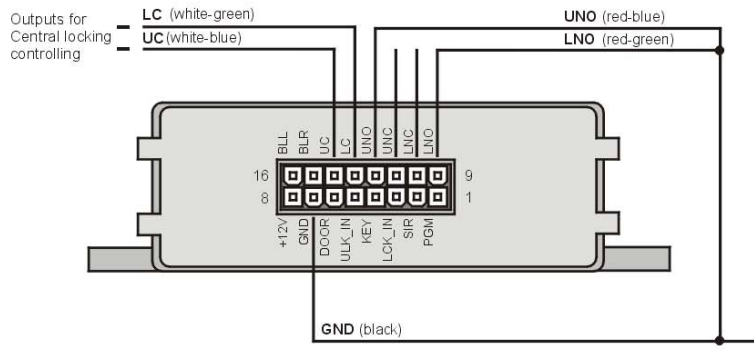 Outputs for
Central locking
controlling
LC (white-green)
UC (white-blue)
UNO (red-blue)
LNO (red-green)
BLL
BLR
UC
LC
UNO
UNC
LNC
LNO
16
9
8
1
+12V
GND
DOOR
ULK_IN
KEY
LCK_IN
SIR
PGM
GND (black)